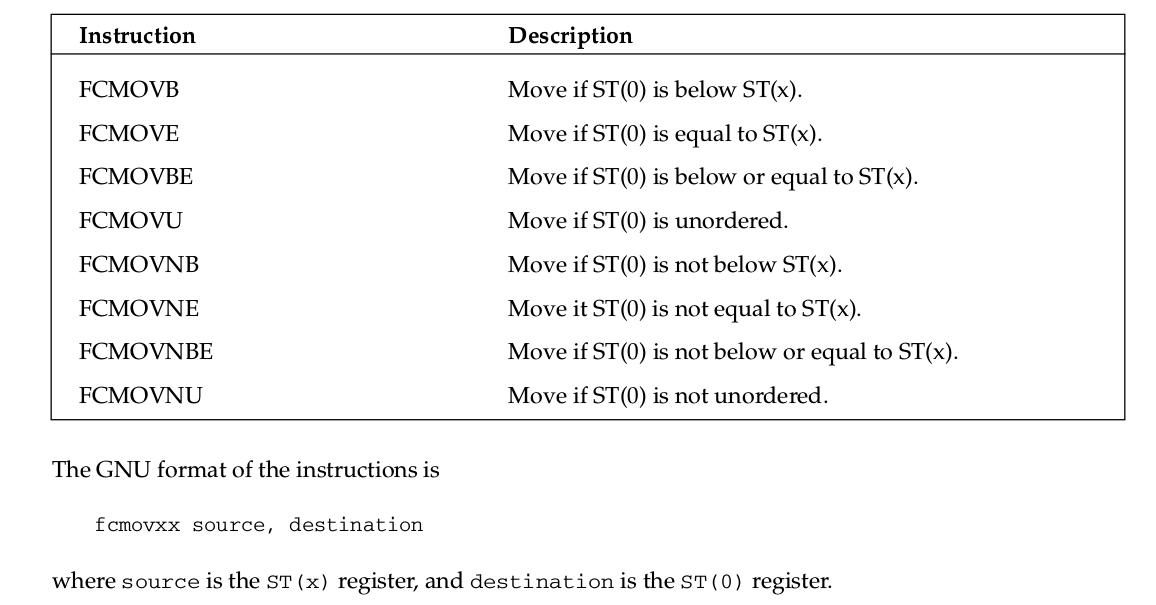 Instruction Description
FCMOVB Move if ST(0) is below ST(x).
FCMOVE Move if ST(0) is equal to ST(x).
FCMOVBE Move if ST(0) is below or equal to ST(x).
FCMOVU Move if ST(0) is unordered.
FCMOVNB Move if ST(0) is not below ST(x).
FCMOVNE Move it ST(0) is not equal to ST(x).
FCMOVNBE Move if ST(0) is not below or equal to ST(x).
FCMOVNU Move if ST(0) is not unordered.
The GNU format of the instructions is
fcmovxx source, destination
where source is the ST(x) register, and destination is the ST(0) register.